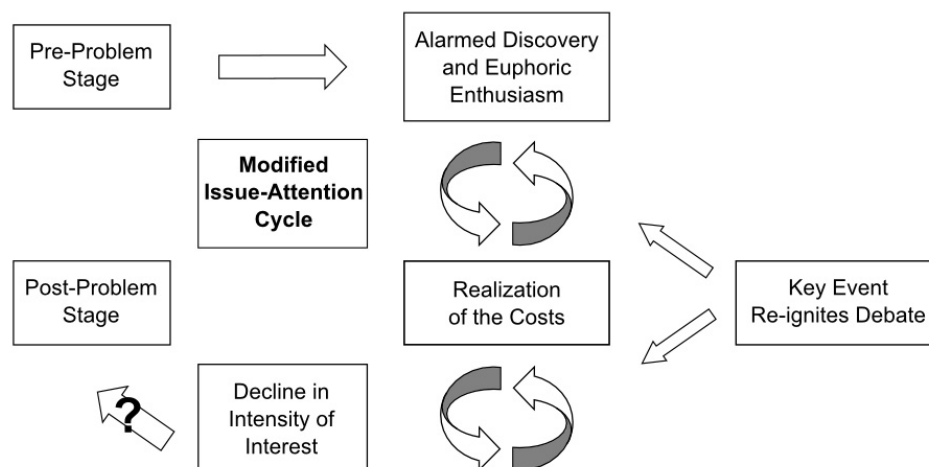 Pre-Problem
Stage
Alarmed Discovery
and Euphoric
Enthusiasm
Modified
Issue-Attention
Cycle
Post-Problem
Stage
Realization
of the Costs
Key Event
Re-ignites Debate
?
Decline in
Intensity of
Interest